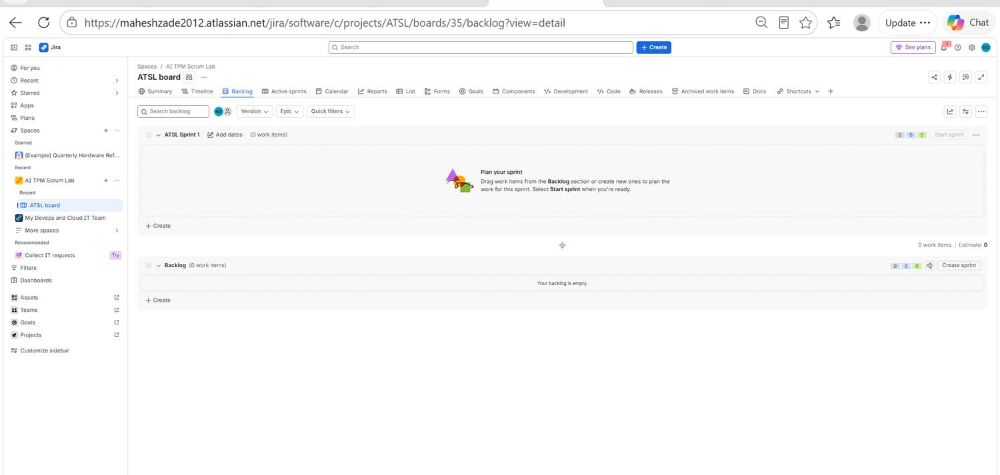 https://maheshzade2012.atlassian.net/jira/software/c/projects/ATSL/boards/35/backlog?view=detail
Update
Chat
Jira
Search
+ Create
See plans
1
MZ
For you
Recent
Starred
Apps
Plans
Spaces
Starred
(Example) Quarterly Hardware Ref...
Recent
AI TPM Scrum Lab
Recent
ATSL board
My Devops and Cloud IT Team
More spaces
Recommended
Collect IT requests Try
Filters
Dashboards
Assets
Teams
Goals
Projects
Customize sidebar
Spaces / AI TPM Scrum Lab
ATSL board
Summary Timeline Backlog Active sprints Calendar Reports List Forms Goals Components Development Code Releases Archived work items Docs Shortcuts
Search backlog MZ Version Epic Quick filters
ATSL Sprint 1 Add dates (0 work items) 0 0 0 Start sprint
Plan your sprint
Drag work items from the Backlog section or create new ones to plan the
work for this sprint. Select Start sprint when you're ready.
+ Create
0 work items | Estimate: 0
Backlog (0 work items) 0 0 0 Create sprint
Your backlog is empty.
+ Create